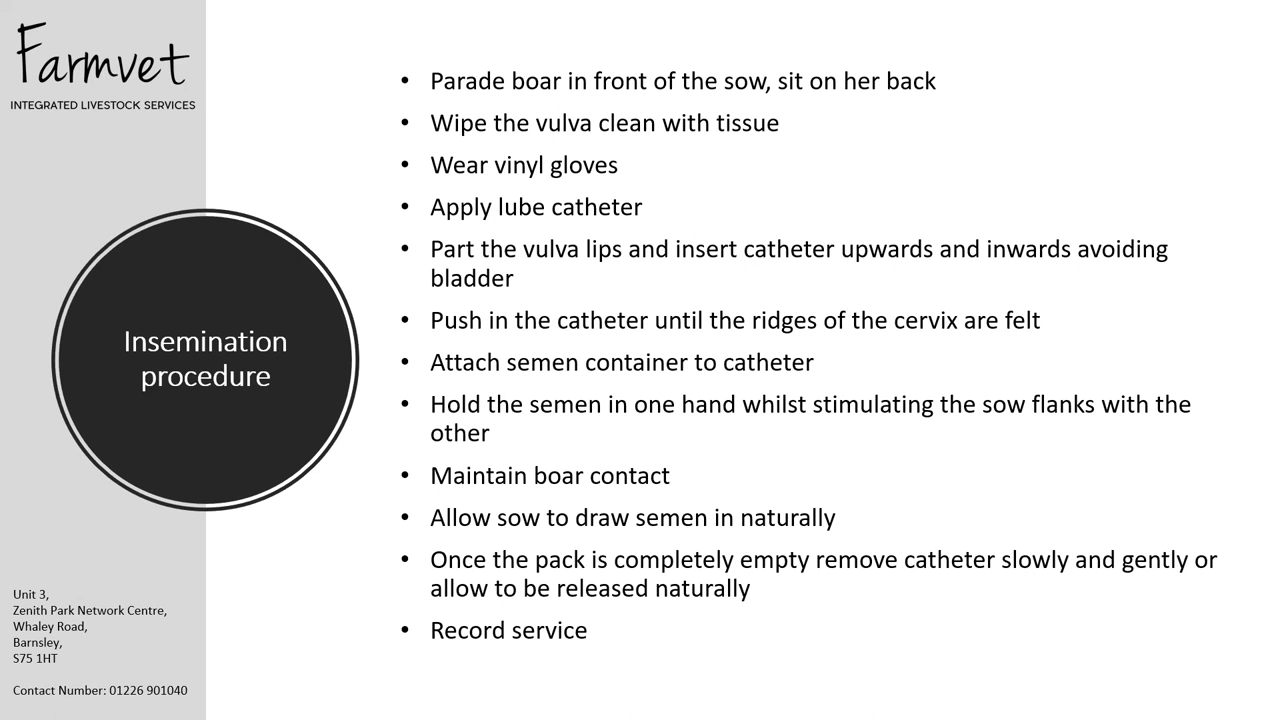 Farmvet
INTEGRATED LIVESTOCK SERVICES
Insemination
procedure
Unit 3,
Zenith Park Network Centre,
Whaley Road,
Barnsley,
S75 1HT
Contact Number: 01226 901040
• Parade boar in front of the sow, sit on her back
• Wipe the vulva clean with tissue
• Wear vinyl gloves
• Apply lube catheter
• Part the vulva lips and insert catheter upwards and inwards avoiding
bladder
• Push in the catheter until the ridges of the cervix are felt
• Attach semen container to catheter
• Hold the semen in one hand whilst stimulating the sow flanks with the
other
• Maintain boar contact
• Allow sow to draw semen in naturally
• Once the pack is completely empty remove catheter slowly and gently or
allow to be released naturally
• Record service